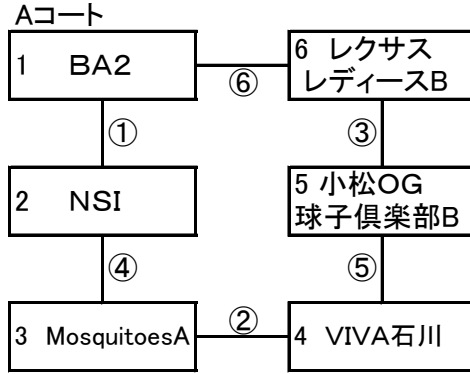 Aコート
1 BA2
6 レクサス
レディースB
⑥
①
③
2 NSI
5 小松OG
球子倶楽部B
④
⑤
3 MosquitoesA
②
4 VIVA石川